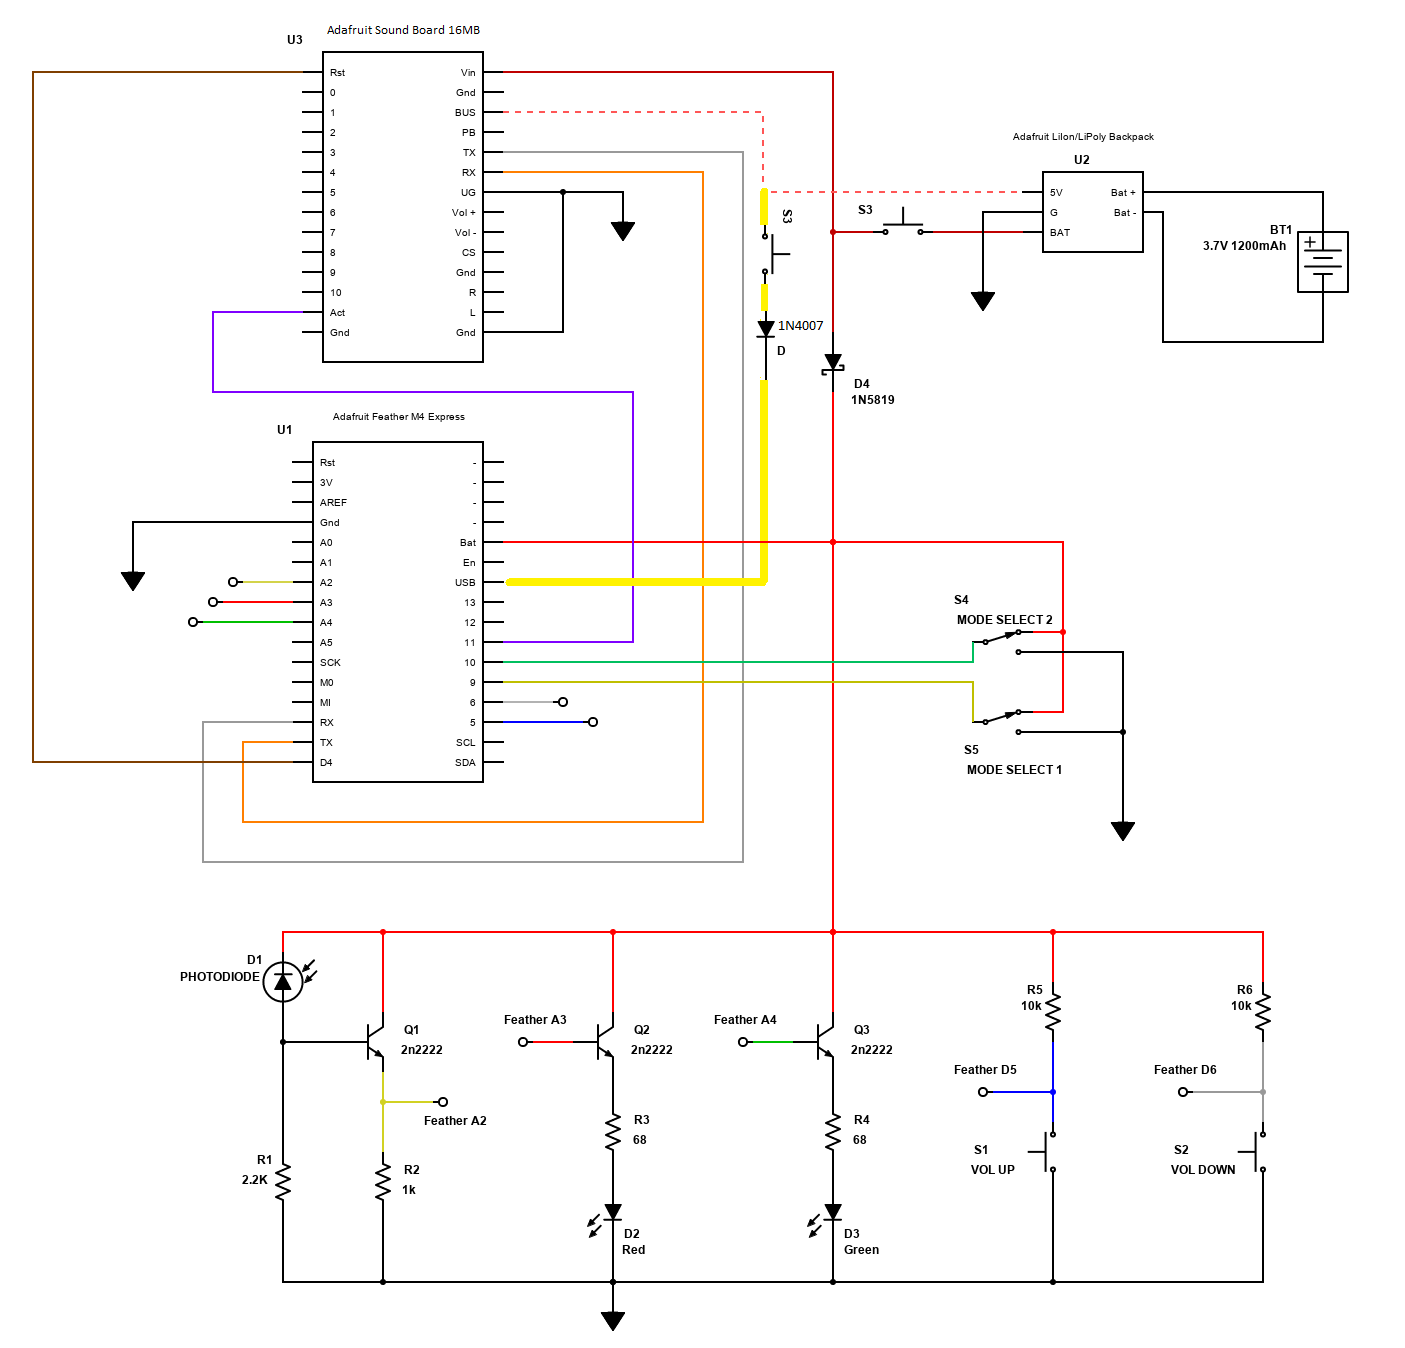 Adafruit Sound Board 16MB
U3
Rst Vin
0 Gnd
1 BUS
2 PB
3 TX
4 RX
5 UG
6 Vol +
7 Vol -
8 CS
9 Gnd
10 R
Act L
Gnd Gnd
Adafruit LiIon/LiPoly Backpack
U2
5V Bat +
G Bat -
BAT
S3
S3
BT1
3.7V 1200mAh
1N4007
D
D4
1N5819
Adafruit Feather M4 Express
U1
Rst -
3V -
AREF -
Gnd -
A0 Bat
A1 En
A2 USB
A3 13
A4 12
A5 11
SCK 10
M0 9
MI 6
RX 5
TX SCL
D4 SDA
S4
MODE SELECT 2
S5
MODE SELECT 1
D1
PHOTODIODE
Q1
2n2222
Feather A2
R1
2.2K
R2
1k
Feather A3
Q2
2n2222
R3
68
D2
Red
Feather A4
Q3
2n2222
R4
68
D3
Green
R5
10k
Feather D5
S1
VOL UP
R6
10k
Feather D6
S2
VOL DOWN